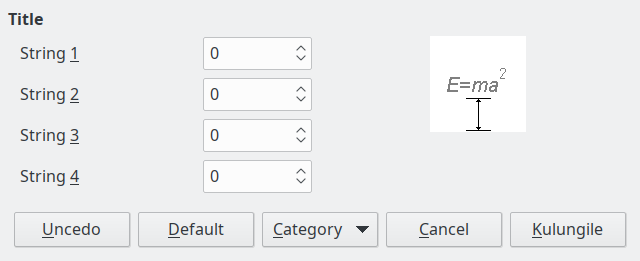 Title
String 1 0
String 2 0
String 3 0
String 4 0
E=ma²
Uncedo Default Category Cancel Kulungile